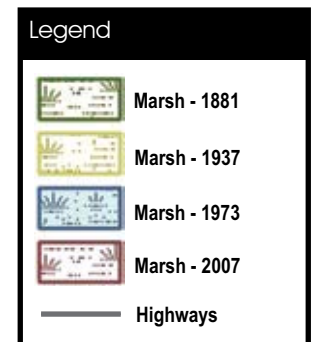 Legend
Marsh - 1881
Marsh - 1937
Marsh - 1973
Marsh - 2007
Highways